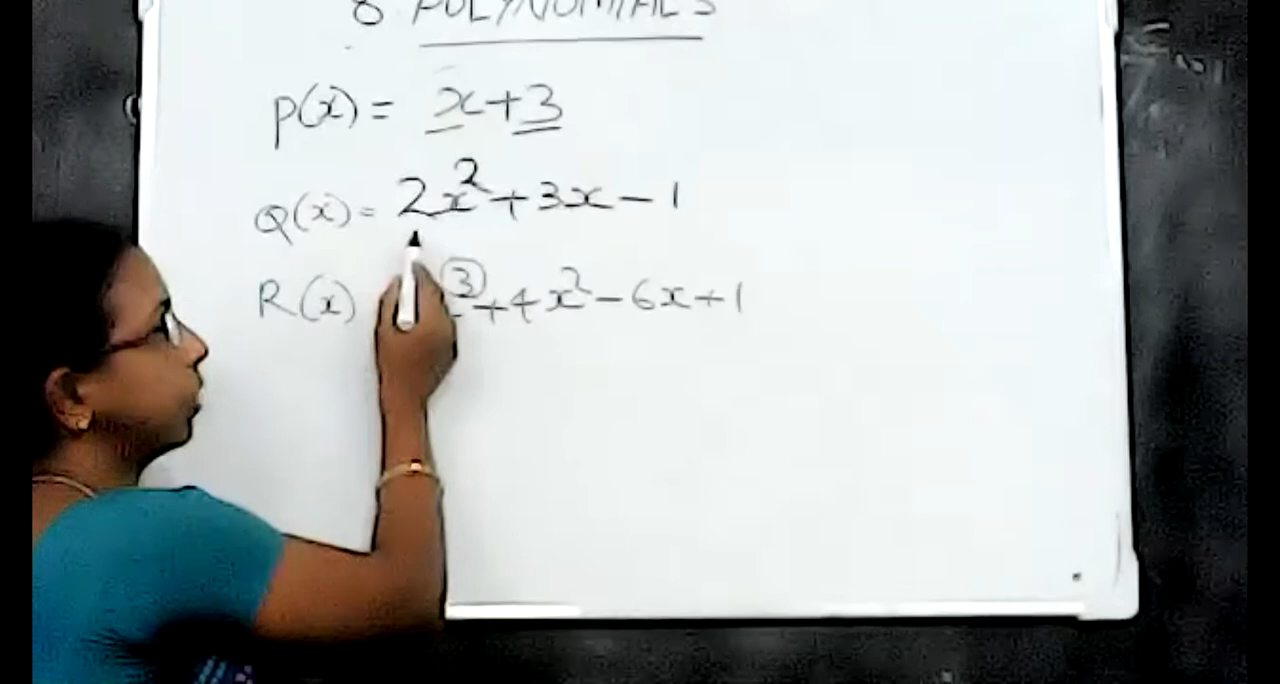 8 POLYNOMIALS
p(x) = x+3
Q(x) = 2x²+3x-1
R(x) ³+4x²-6x+1